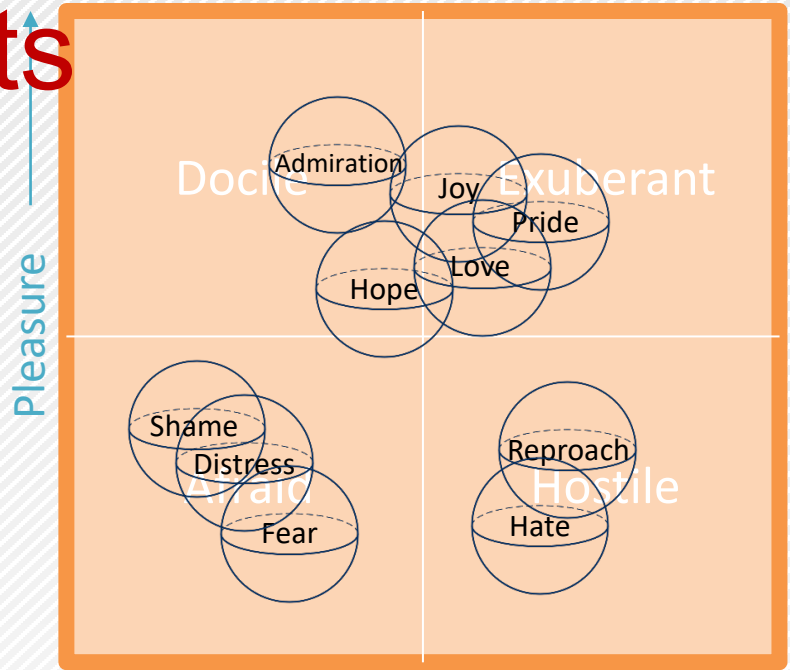 ts
Pleasure
Docile
Exuberant
Admiration
Joy
Pride
Love
Hope
Shame
Distress
Afraid
Fear
Reproach
Hostile
Hate